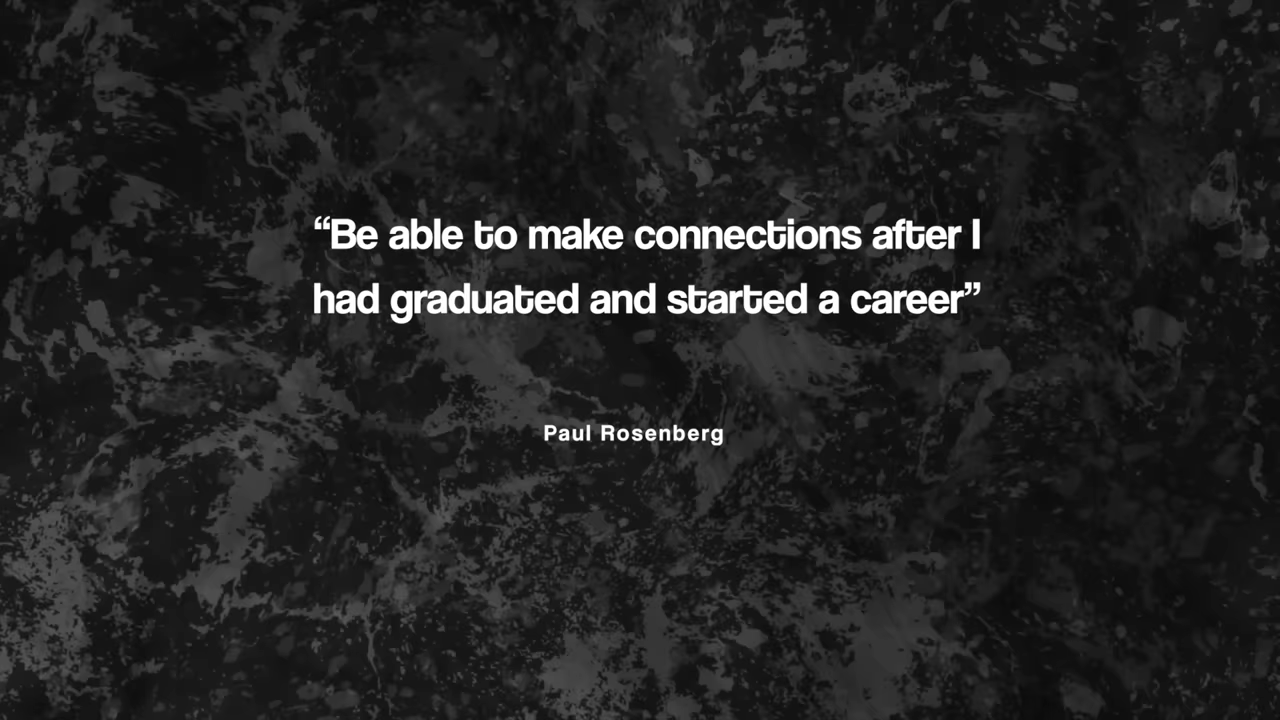 “Be able to make connections after I
had graduated and started a career”
Paul Rosenberg